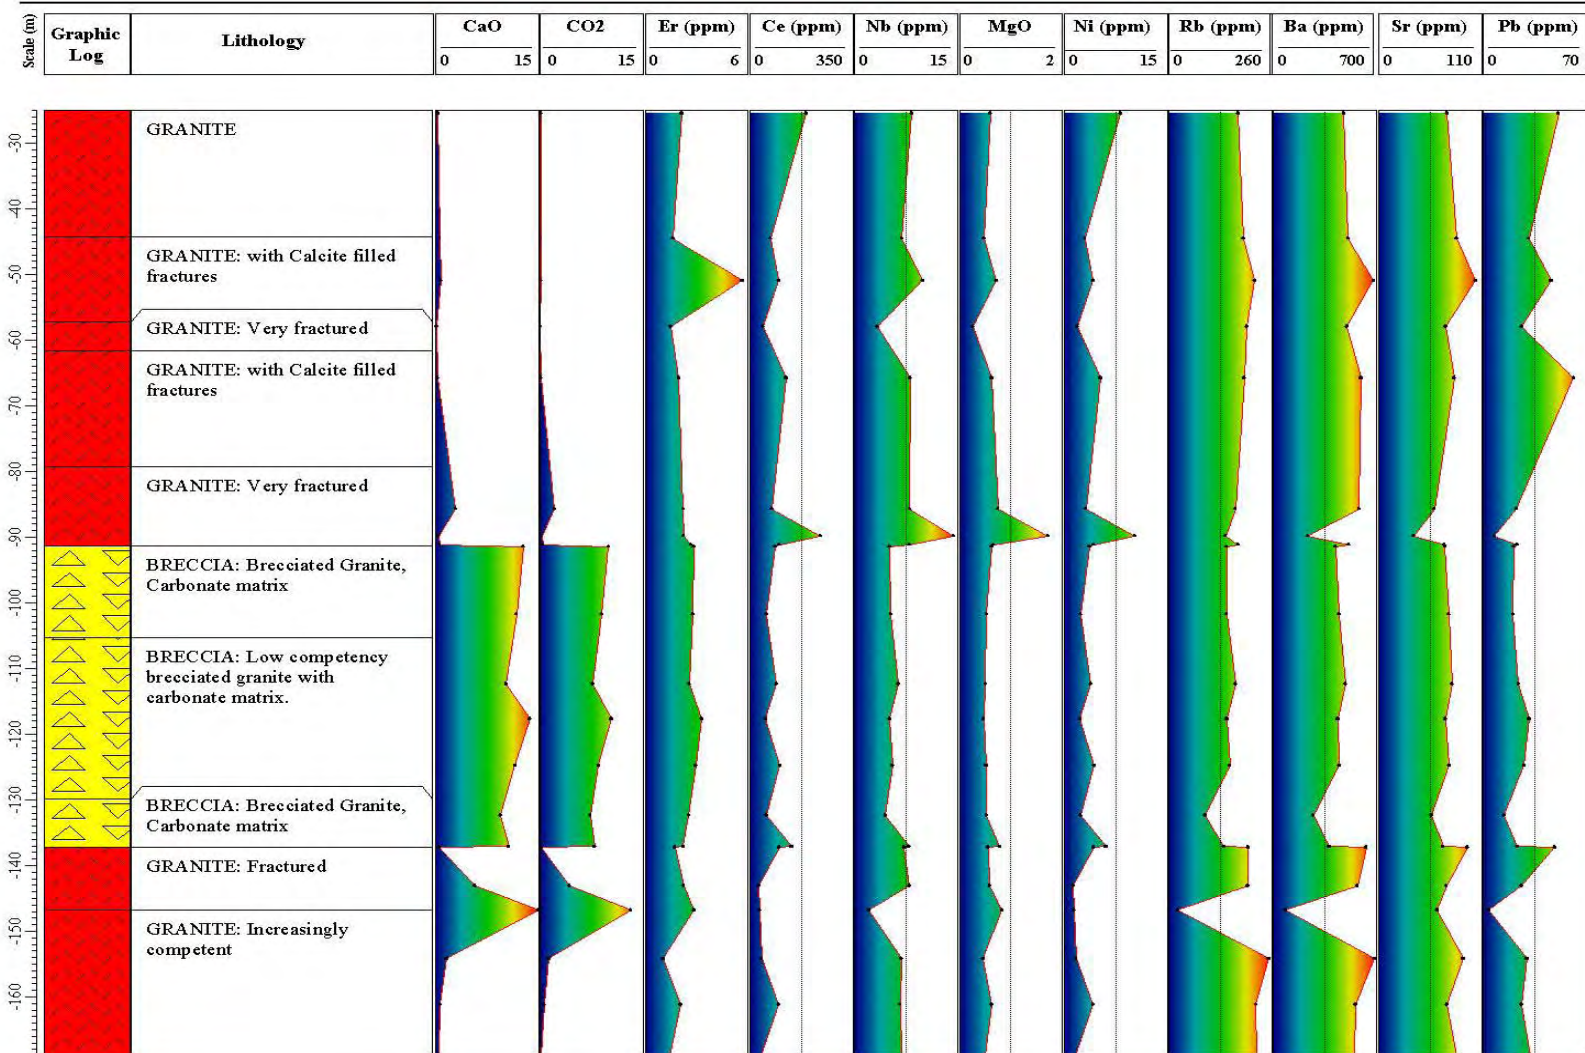 Scale (m)
Graphic
Log
Lithology
CaO
0 15
CO2
0 15
Er (ppm)
0 6
Ce (ppm)
0 350
Nb (ppm)
0 15
MgO
0 2
Ni (ppm)
0 15
Rb (ppm)
0 260
Ba (ppm)
0 700
Sr (ppm)
0 110
Pb (ppm)
0 70
-30
-40
-50
-60
-70
-80
-90
-100
-110
-120
-130
-140
-150
-160
GRANITE
GRANITE: with Calcite filled
fractures
GRANITE: Very fractured
GRANITE: with Calcite filled
fractures
GRANITE: Very fractured
BRECCIA: Brecciated Granite,
Carbonate matrix
BRECCIA: Low competency
brecciated granite with
carbonate matrix.
BRECCIA: Brecciated Granite,
Carbonate matrix
GRANITE: Fractured
GRANITE: Increasingly
competent